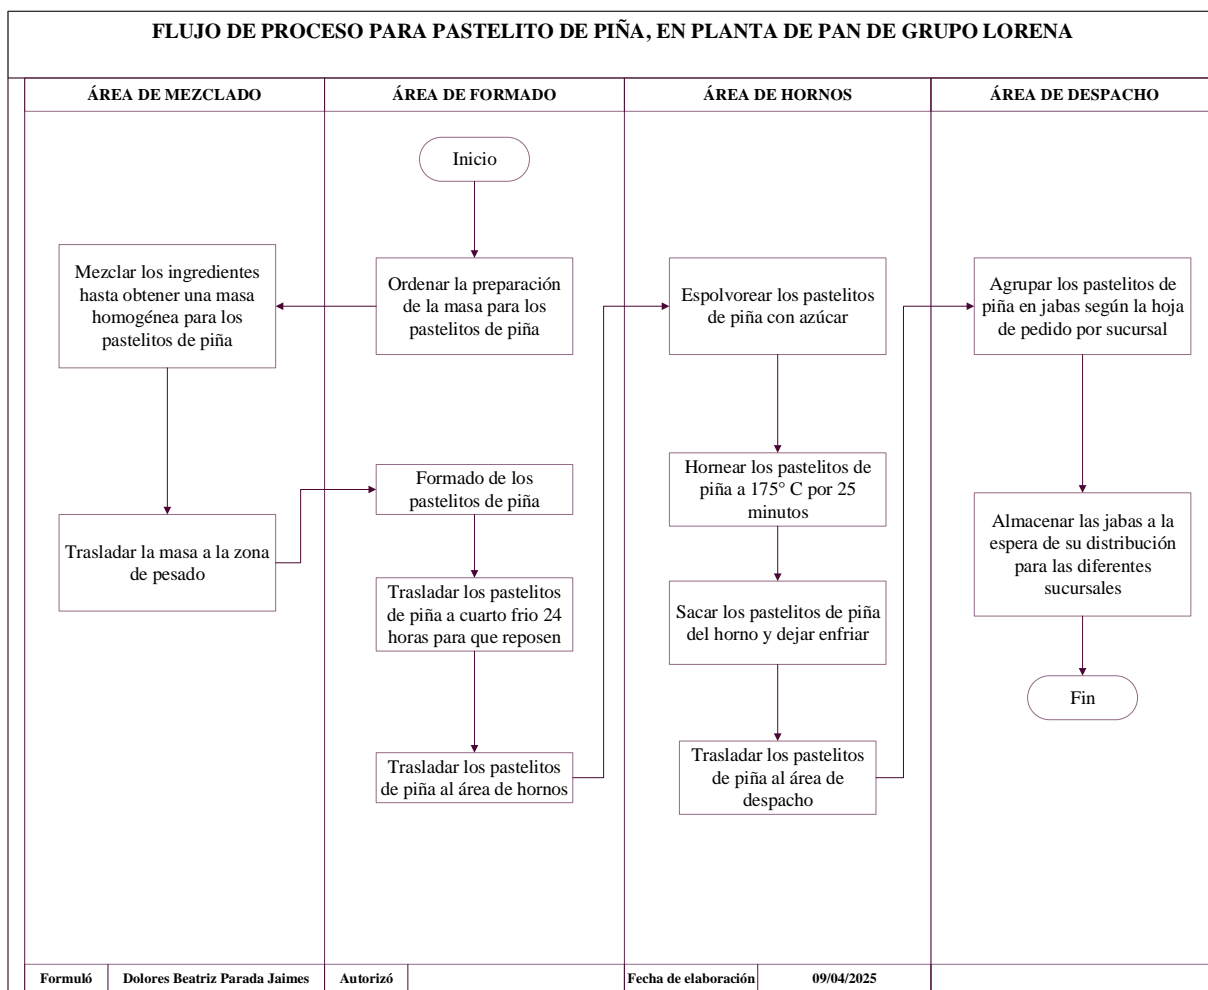 FLUJO DE PROCESO PARA PASTELITO DE PIÑA, EN PLANTA DE PAN DE GRUPO LORENA
ÁREA DE MEZCLADO
ÁREA DE FORMADO
ÁREA DE HORNOS
ÁREA DE DESPACHO
Inicio
Ordenar la preparación
de la masa para los
pastelitos de piña
Mezclar los ingredientes
hasta obtener una masa
homogénea para los
pastelitos de piña
Trasladar la masa a la zona
de pesado
Formado de los
pastelitos de piña
Trasladar los pastelitos
de piña a cuarto frio 24
horas para que reposen
Trasladar los pastelitos
de piña al área de hornos
Espolvorear los pastelitos
de piña con azúcar
Hornear los pastelitos de
piña a 175° C por 25
minutos
Sacar los pastelitos de piña
del horno y dejar enfriar
Trasladar los pastelitos
de piña al área de
despacho
Agrupar los pastelitos de
piña en jabas según la hoja
de pedido por sucursal
Almacenar las jabas a la
espera de su distribución
para las diferentes
sucursales
Fin
Formuló
Dolores Beatriz Parada Jaimes
Autorizó
Fecha de elaboración
09/04/2025